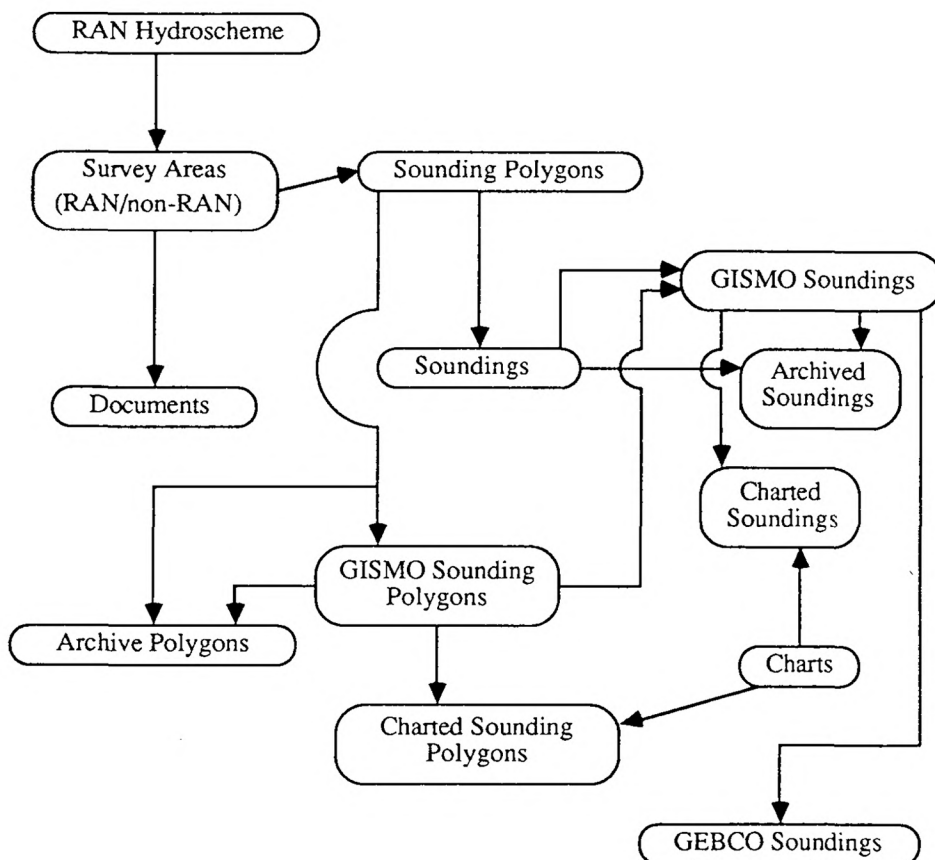 RAN Hydroscheme
Survey Areas
(RAN/non-RAN)
Sounding Polygons
GISMO Soundings
Soundings
Archived
Soundings
Documents
Charted
Soundings
GISMO Sounding
Polygons
Archive Polygons
Charts
Charted Sounding
Polygons
GEBCO Soundings